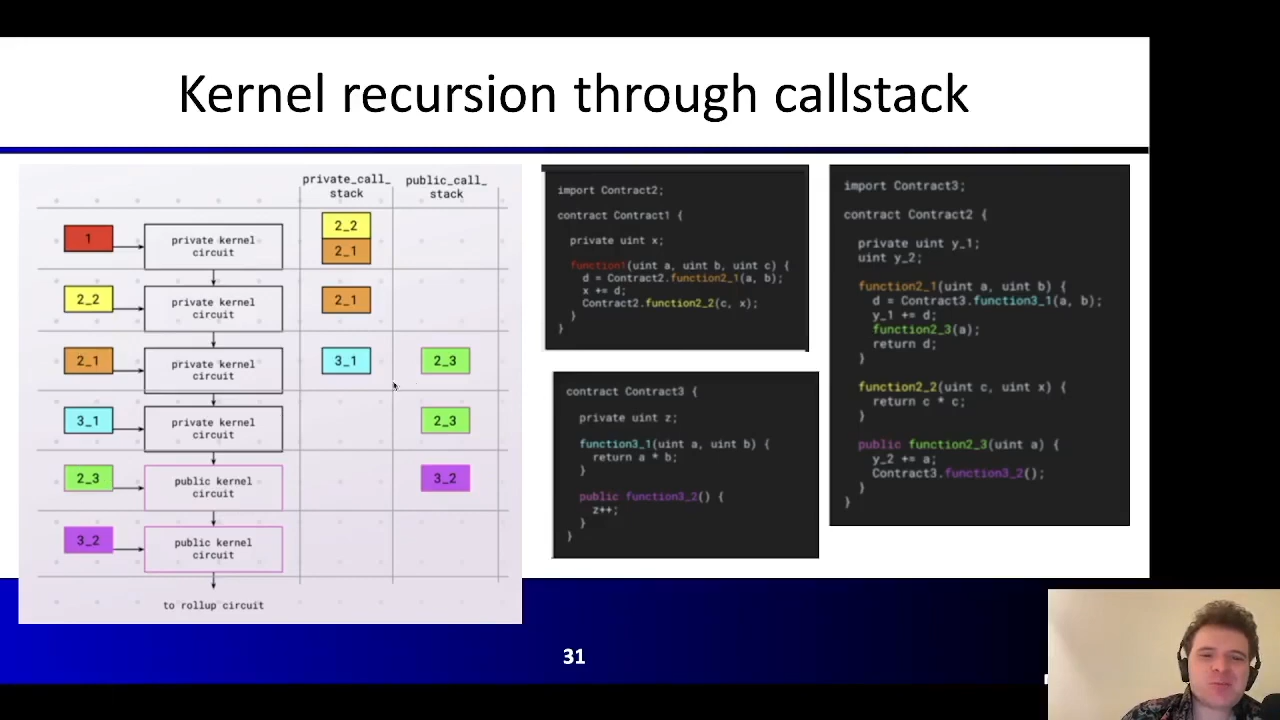 Kernel recursion through callstack
private_call_
stack
public_call_
stack
1
private kernel
circuit
2_2
2_1
2_2
private kernel
circuit
2_1
2_1
private kernel
circuit
3_1
2_3
3_1
private kernel
circuit
2_3
2_3
public kernel
circuit
3_2
3_2
public kernel
circuit
to rollup circuit
import Contract2;
contract Contract1 {
private uint x;
function1(uint a, uint b, uint c) {
d = Contract2.function2_1(a, b);
x += d;
Contract2.function2_2(c, x);
}
}
contract Contract3 {
private uint z;
function3_1(uint a, uint b) {
return a * b;
}
public function3_2() {
z++;
}
}
import Contract3;
contract Contract2 {
private uint y_1;
uint y_2;
function2_1(uint a, uint b) {
d = Contract3.function3_1(a, b);
y_1 += d;
function2_3(a);
return d;
}
function2_2(uint c, uint x) {
return c * c;
}
public function2_3(uint a) {
y_2 += a;
Contract3.function3_2();
}
}
31